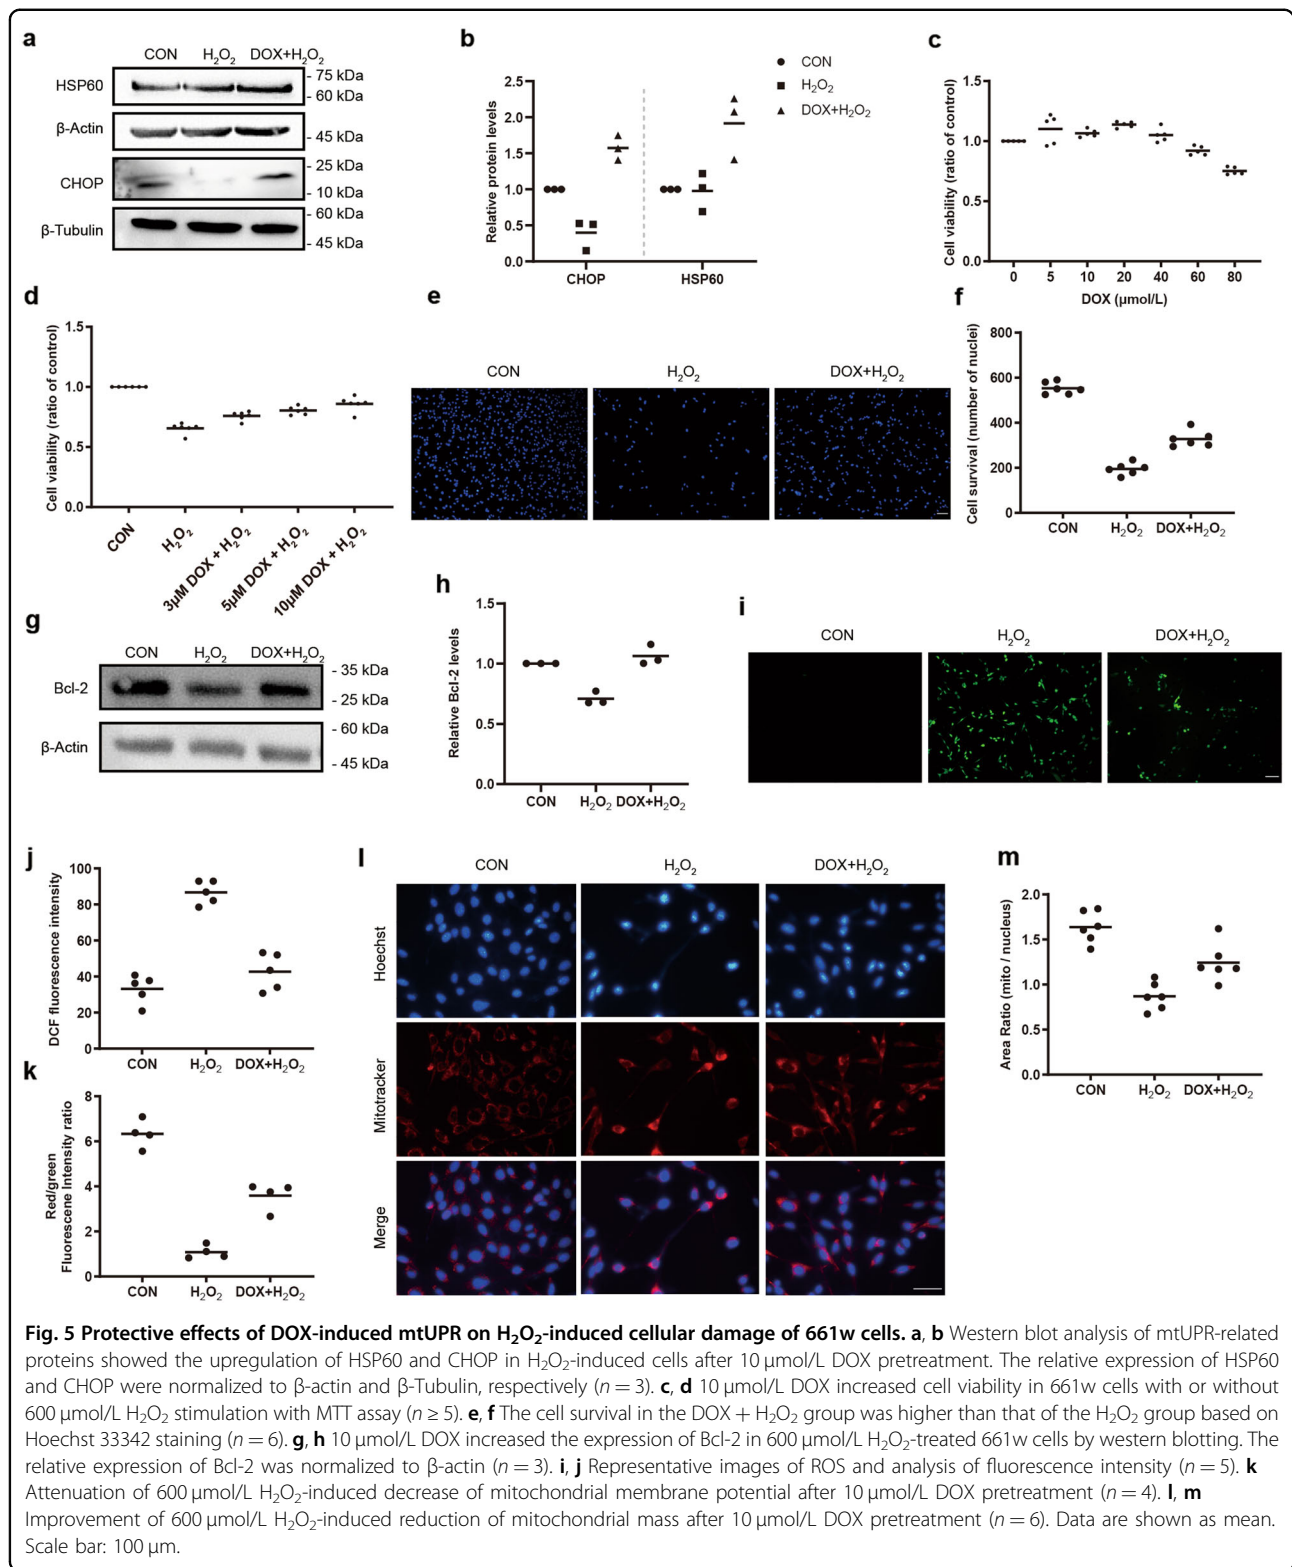 a
CON H₂O₂ DOX+H₂O₂
HSP60
- 75 kDa
- 60 kDa
β-Actin
- 45 kDa
CHOP
- 25 kDa
- 10 kDa
β-Tubulin
- 60 kDa
- 45 kDa
b
Relative protein levels
2.5
2.0
1.5
1.0
0.5
0.0
CHOP HSP60
CON
H₂O₂
DOX+H₂O₂
c
Cell viability (ratio of control)
1.5
1.0
0.5
0.0
0 5 10 20 40 60 80
DOX (µmol/L)
d
Cell viability (ratio of control)
1.5
1.0
0.5
0.0
CON
H₂O₂
3µM DOX + H₂O₂
5µM DOX + H₂O₂
10µM DOX + H₂O₂
e
CON H₂O₂ DOX+H₂O₂
f
Cell survival (number of nuclei)
800
600
400
200
0
CON H₂O₂ DOX+H₂O₂
g
CON H₂O₂ DOX+H₂O₂
Bcl-2
- 35 kDa
- 25 kDa
β-Actin
- 60 kDa
- 45 kDa
h
Relative Bcl-2 levels
1.5
1.0
0.5
0.0
CON H₂O₂ DOX+H₂O₂
i
CON H₂O₂ DOX+H₂O₂
j
DCF fluorescence intensity
100
80
60
40
20
0
CON H₂O₂ DOX+H₂O₂
k
Red/green
Fluorescene Intensity ratio
8
6
4
2
0
CON H₂O₂ DOX+H₂O₂
l
CON H₂O₂ DOX+H₂O₂
Hoechst
Mitotracker
Merge
m
Area Ratio (mito / nucleus)
2.0
1.5
1.0
0.5
0.0
CON H₂O₂ DOX+H₂O₂
Fig. 5 Protective effects of DOX-induced mtUPR on H₂O₂-induced cellular damage of 661w cells. a, b Western blot analysis of mtUPR-related
proteins showed the upregulation of HSP60 and CHOP in H₂O₂-induced cells after 10 µmol/L DOX pretreatment. The relative expression of HSP60
and CHOP were normalized to β-actin and β-Tubulin, respectively (n = 3). c, d 10 µmol/L DOX increased cell viability in 661w cells with or without
600 µmol/L H₂O₂ stimulation with MTT assay (n ≥ 5). e, f The cell survival in the DOX + H₂O₂ group was higher than that of the H₂O₂ group based on
Hoechst 33342 staining (n = 6). g, h 10 µmol/L DOX increased the expression of Bcl-2 in 600 µmol/L H₂O₂-treated 661w cells by western blotting. The
relative expression of Bcl-2 was normalized to β-actin (n = 3). i, j Representative images of ROS and analysis of fluorescence intensity (n = 5). k
Attenuation of 600 µmol/L H₂O₂-induced decrease of mitochondrial membrane potential after 10 µmol/L DOX pretreatment (n = 4). l, m
Improvement of 600 µmol/L H₂O₂-induced reduction of mitochondrial mass after 10 µmol/L DOX pretreatment (n = 6). Data are shown as mean.
Scale bar: 100 µm.